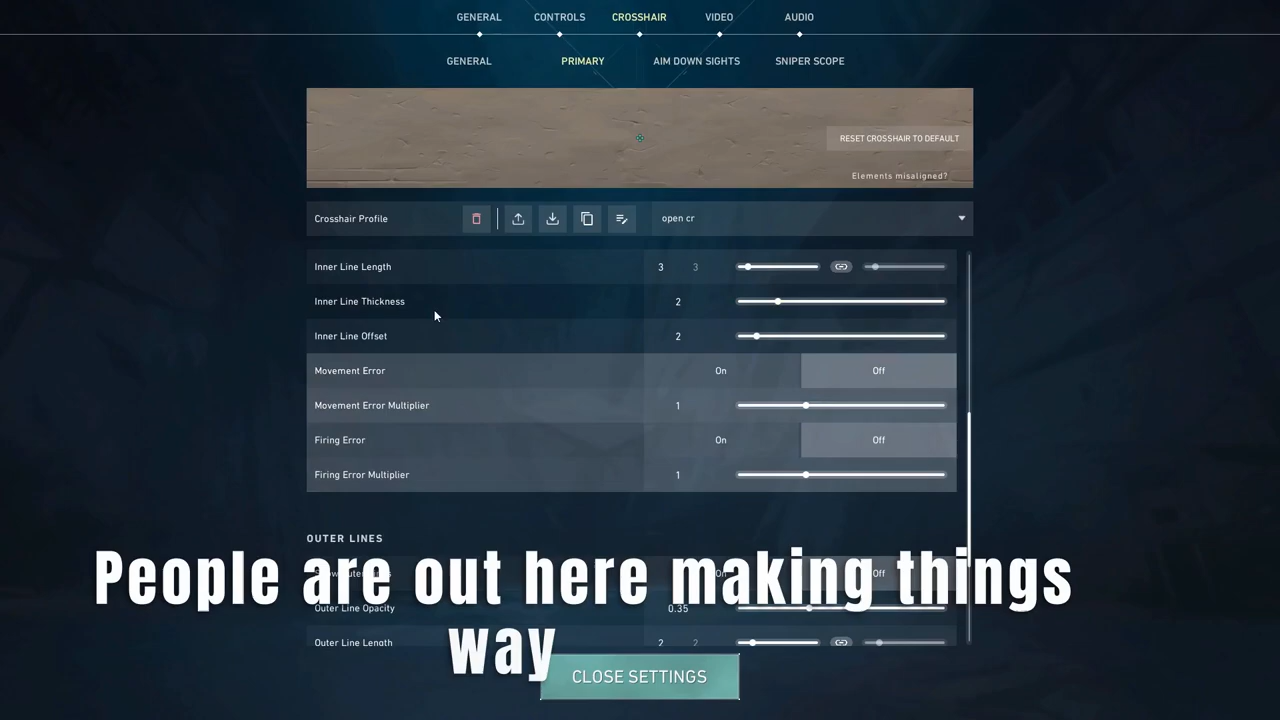 GENERAL CONTROLS CROSSHAIR VIDEO AUDIO
GENERAL PRIMARY AIM DOWN SIGHTS SNIPER SCOPE
RESET CROSSHAIR TO DEFAULT
Elements misaligned?
Crosshair Profile open cr
Inner Line Length 3 3
Inner Line Thickness 2
Inner Line Offset 2
Movement Error On Off
Movement Error Multiplier 1
Firing Error On Off
Firing Error Multiplier 1
OUTER LINES
People are out here making things
way
On Off
Outer Line Opacity 0.35
Outer Line Length 2 2
CLOSE SETTINGS